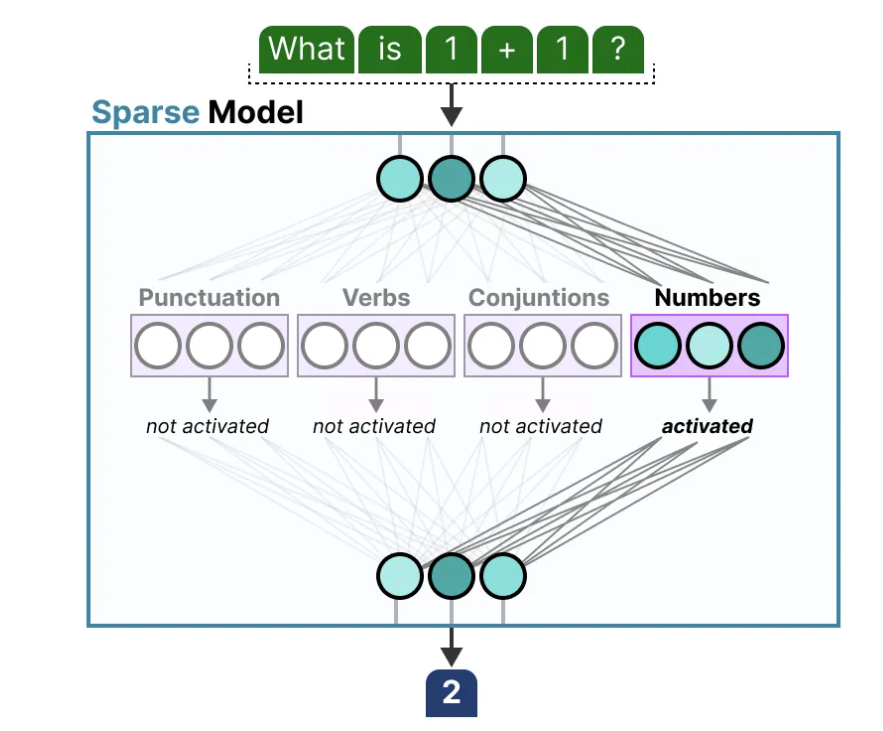 What is 1 + 1 ?
Sparse Model
Punctuation Verbs Conjuntions Numbers
not activated not activated not activated activated
2